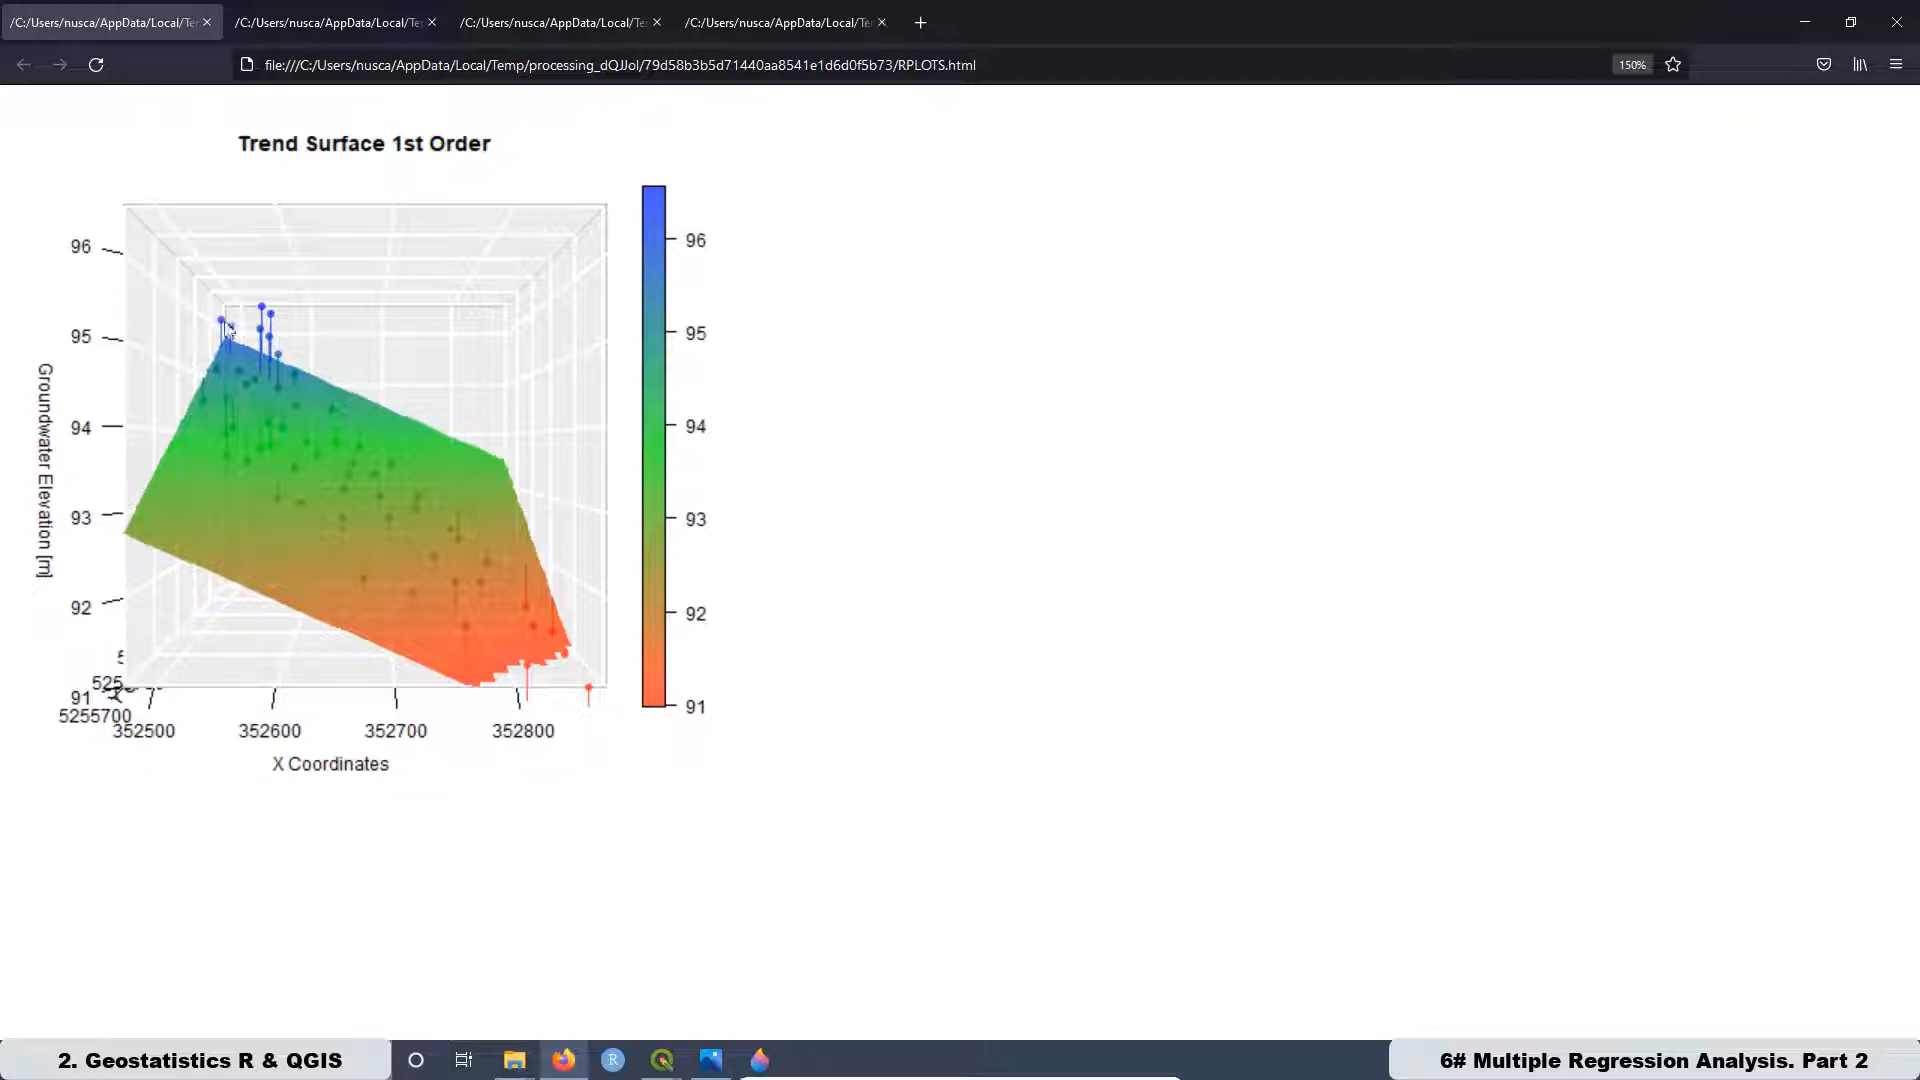 /C:/Users/nusca/AppData/Local/Te
/C:/Users/nusca/AppData/Local/Te
/C:/Users/nusca/AppData/Local/Te
/C:/Users/nusca/AppData/Local/Te
file:///C:/Users/nusca/AppData/Local/Temp/processing_dQJJol/79d58b3b5d71440aa8541e1d6d0f5b73/RPLOTS.html
150%
Trend Surface 1st Order
96
95
94
93
92
91
Groundwater Elevation [m]
96
95
94
93
92
91
525
5255700
352500 352600 352700 352800
X Coordinates
2. Geostatistics R & QGIS
R
6# Multiple Regression Analysis. Part 2